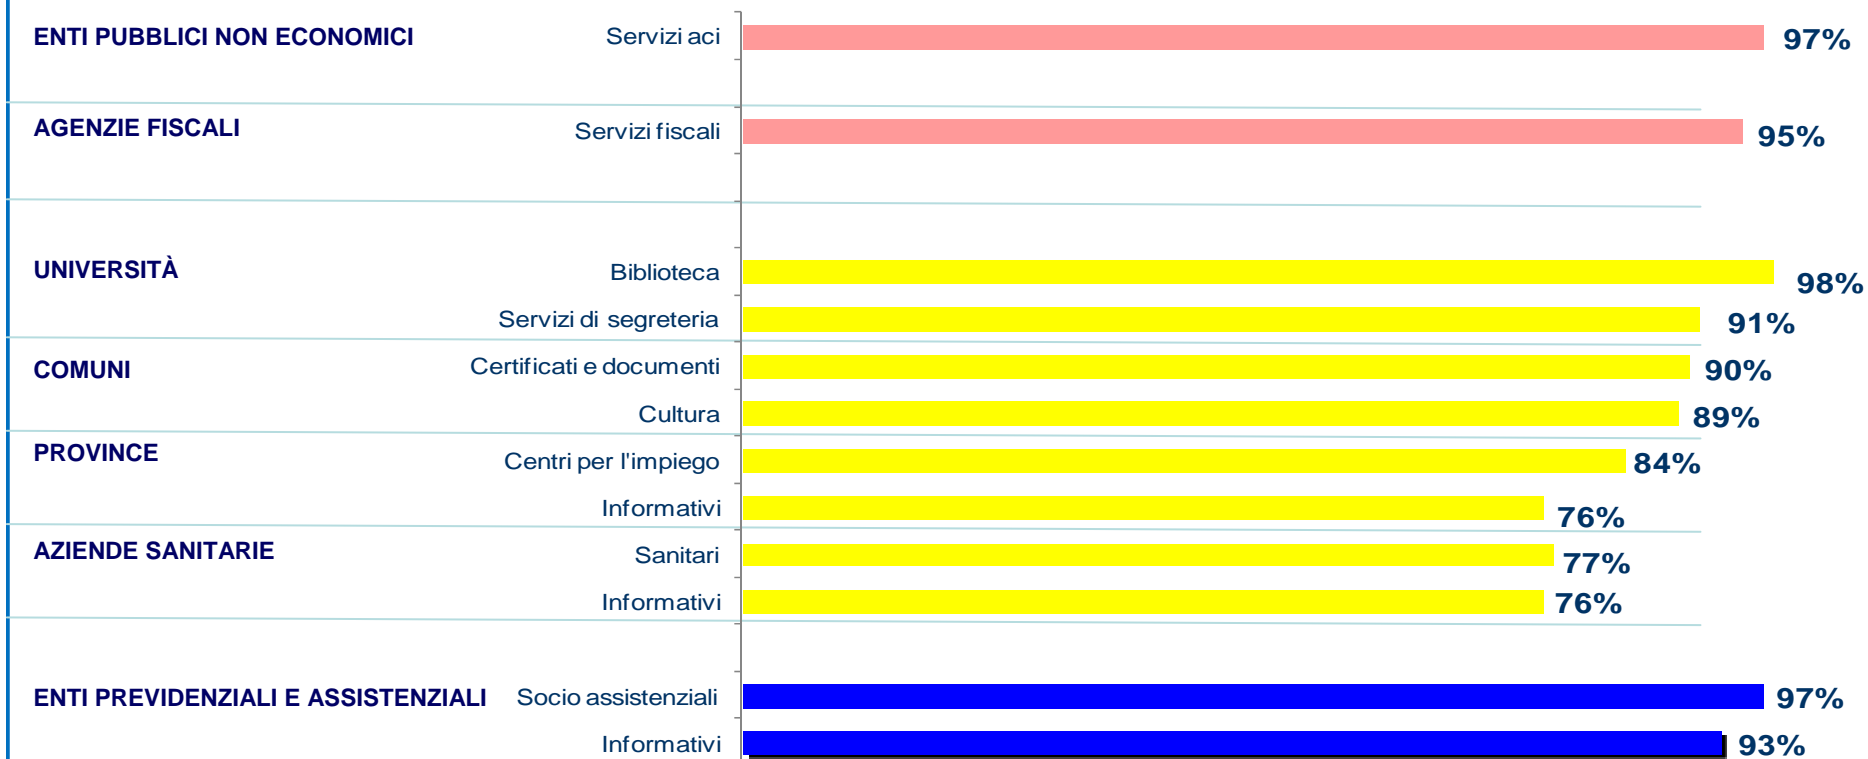 ENTI PUBBLICI NON ECONOMICI Servizi aci 97%
AGENZIE FISCALI Servizi fiscali 95%
UNIVERSITÀ Biblioteca 98%
Servizi di segreteria 91%
COMUNI Certificati e documenti 90%
Cultura 89%
PROVINCE Centri per l'impiego 84%
Informativi 76%
AZIENDE SANITARIE Sanitari 77%
Informativi 76%
ENTI PREVIDENZIALI E ASSISTENZIALI Socio assistenziali 97%
Informativi 93%